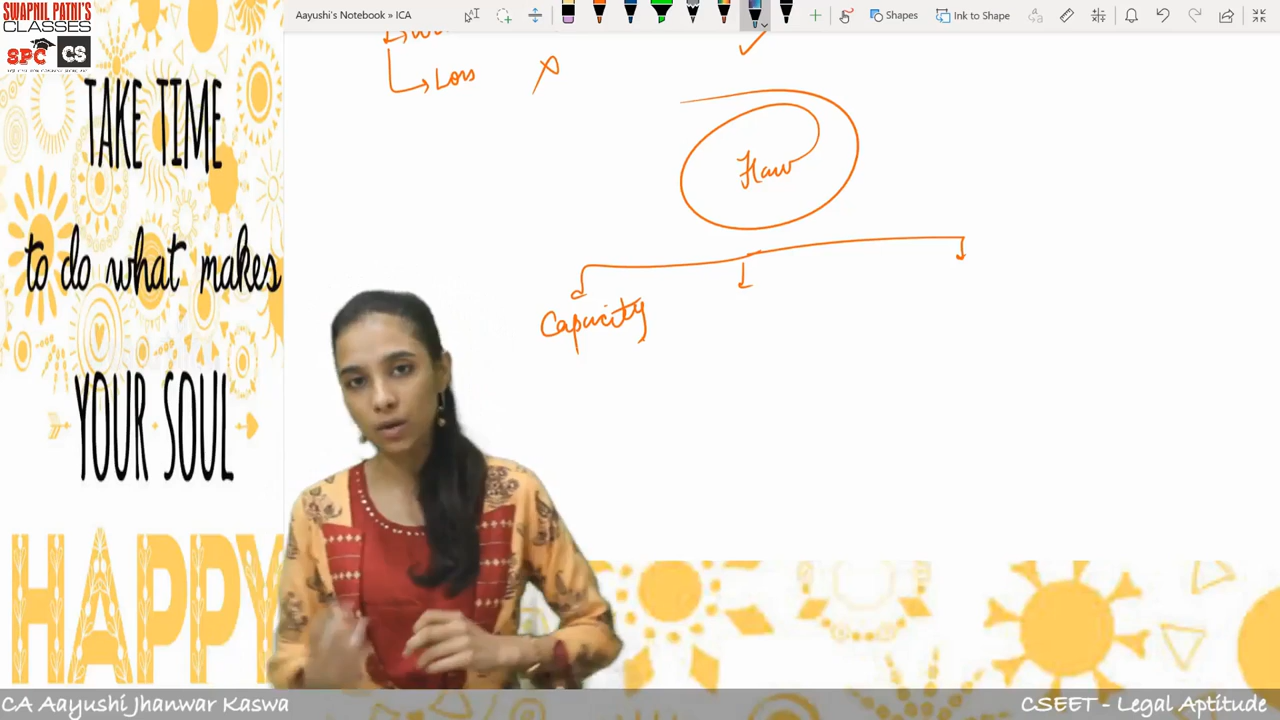 SWAPNIL PATNI'S
CLASSES
SPC CS
TAKE TIME
to do what makes
YOUR SOUL
HAPPY
Aayushi's Notebook » ICA
Shapes
Ink to Shape
Loss
Flaw
Capacity
CA Aayushi Jhanwar Kaswa
CSEET - Legal Aptitude